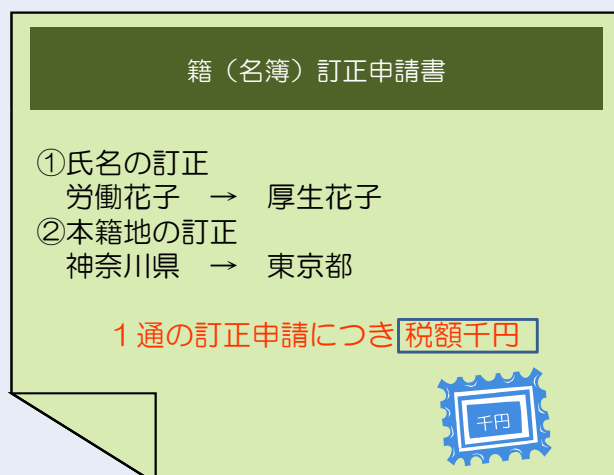 籍（名簿）訂正申請書
①氏名の訂正
労働花子　→　厚生花子
②本籍地の訂正
神奈川県　→　東京都
１通の訂正申請につき税額千円
千円